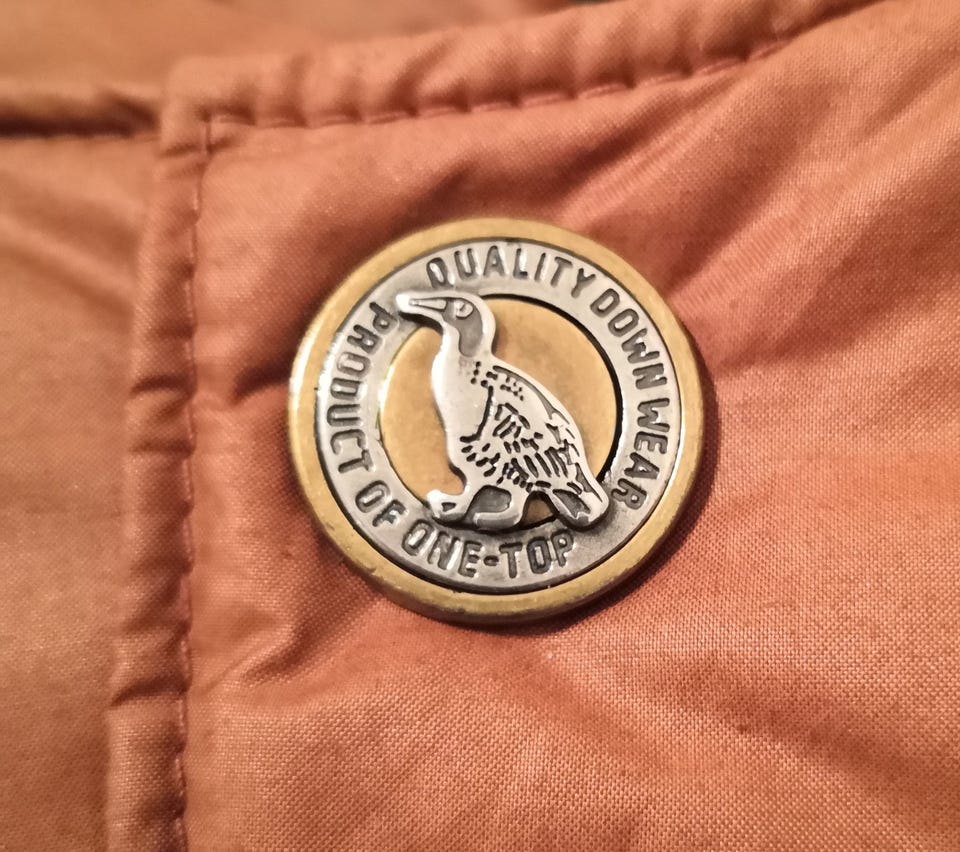 QUALITY DOWN WEAR
PRODUCT OF ONE-TOP